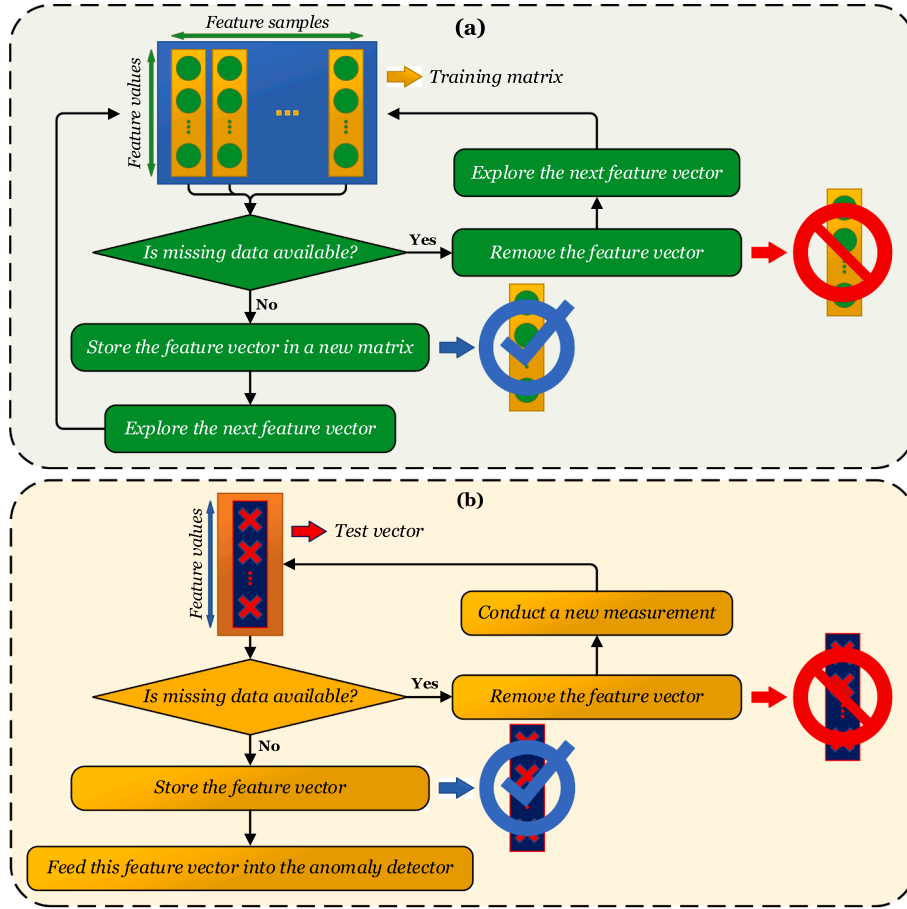 (a)
Feature samples
Feature values
Training matrix
Explore the next feature vector
Is missing data available?
Yes
Remove the feature vector
No
Store the feature vector in a new matrix
Explore the next feature vector
(b)
Feature values
Test vector
Conduct a new measurement
Is missing data available?
Yes
Remove the feature vector
No
Store the feature vector
Feed this feature vector into the anomaly detector